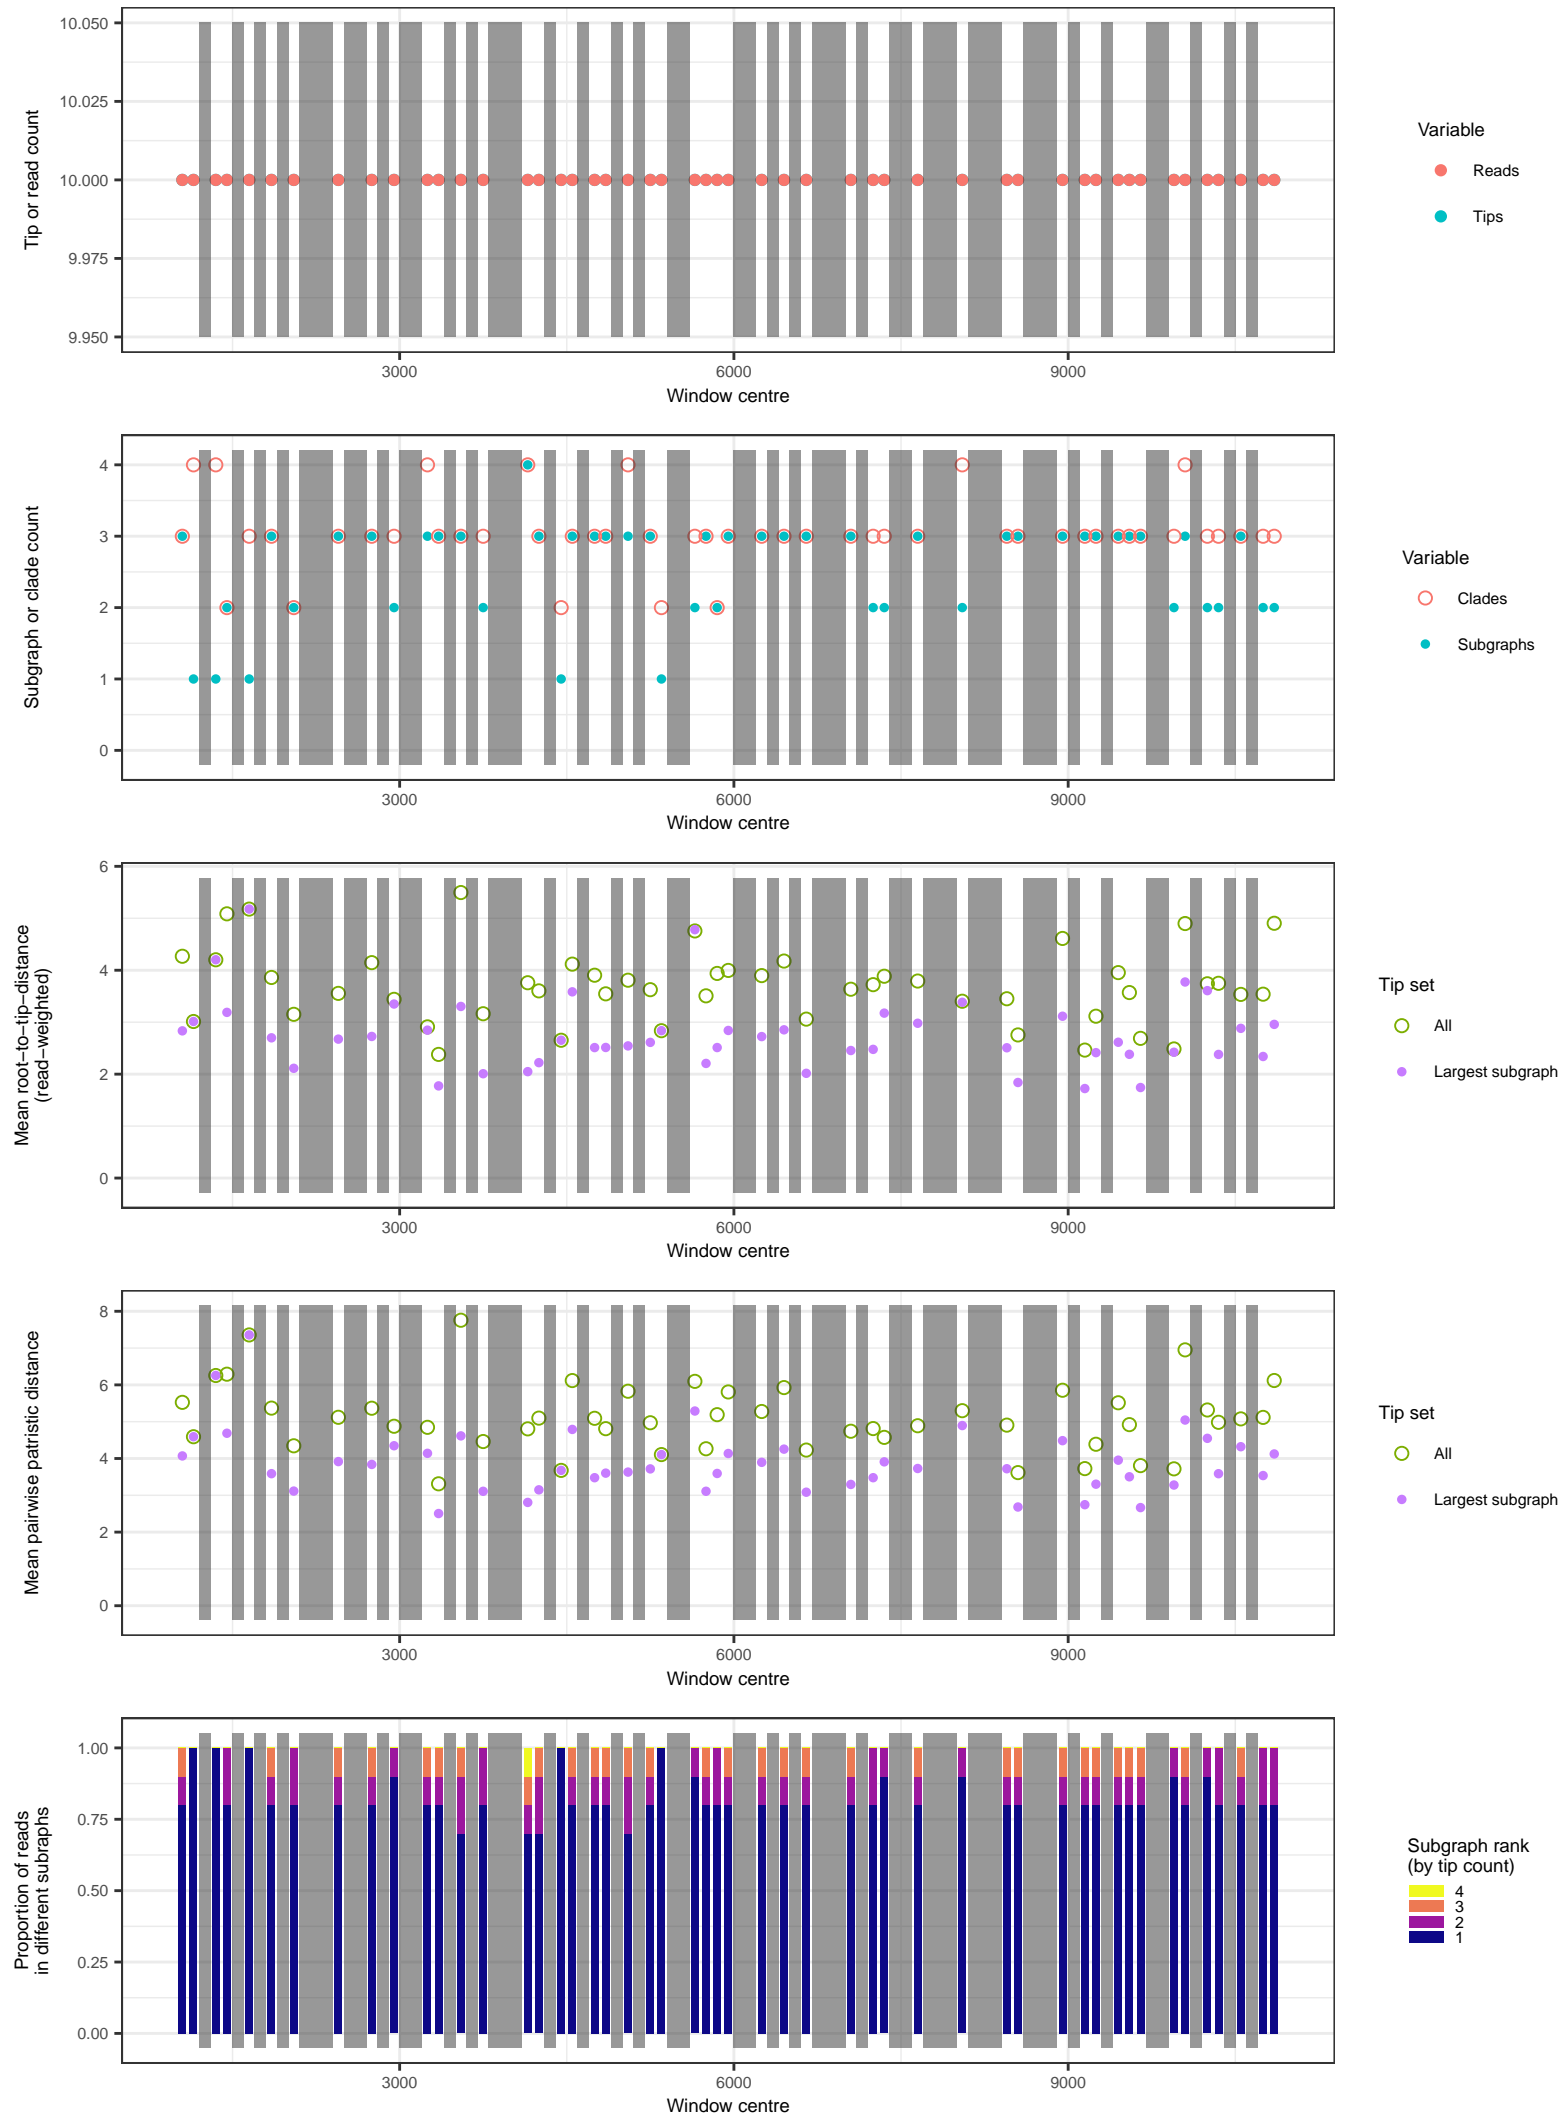 10.050
10.025
10.000
9.975
9.950
Tip or read count
3000
6000
9000
Window centre
Variable
Reads
Tips
4
3
2
1
0
Subgraph or clade count
3000
6000
9000
Window centre
Variable
Clades
Subgraphs
6
4
2
0
Mean root−to−tip−distance
(read−weighted)
3000
6000
9000
Window centre
Tip set
All
Largest subgraph
8
6
4
2
0
Mean pairwise patristic distance
3000
6000
9000
Window centre
Tip set
All
Largest subgraph
1.00
0.75
0.50
0.25
0.00
Proportion of reads
in different subraphs
3000
6000
9000
Window centre
Subgraph rank
(by tip count)
4
3
2
1